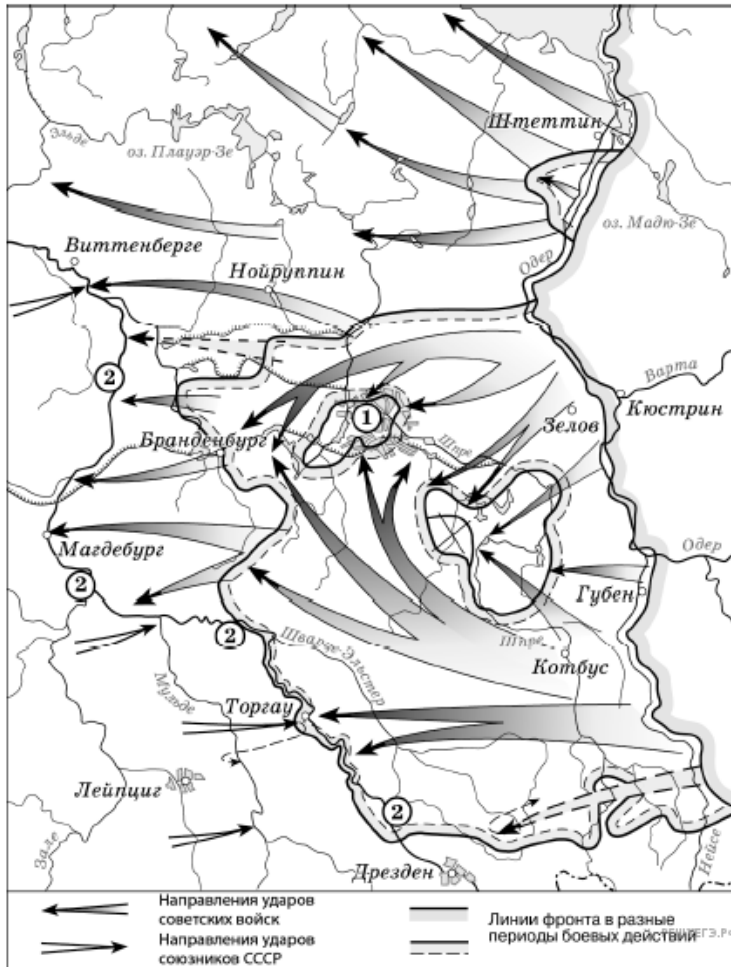 Штеттин
Эльде
оз. Плауэр-Зе
оз. Мадю-Зе
Виттенберге
Одер
Нойруппин
2
Варта
1
Кюстрин
Зелов
Бранденбург
Шпре
Магдебург
Одер
2
Губен
2
Шварце-Эльстер
Шпре
Котбус
Мульде
Торгау
Лейпциг
2
Зале
Дрезден
Нейсе
Направления ударов
советских войск
Направления ударов
союзников СССР
Линии фронта в разные
периоды боевых действий